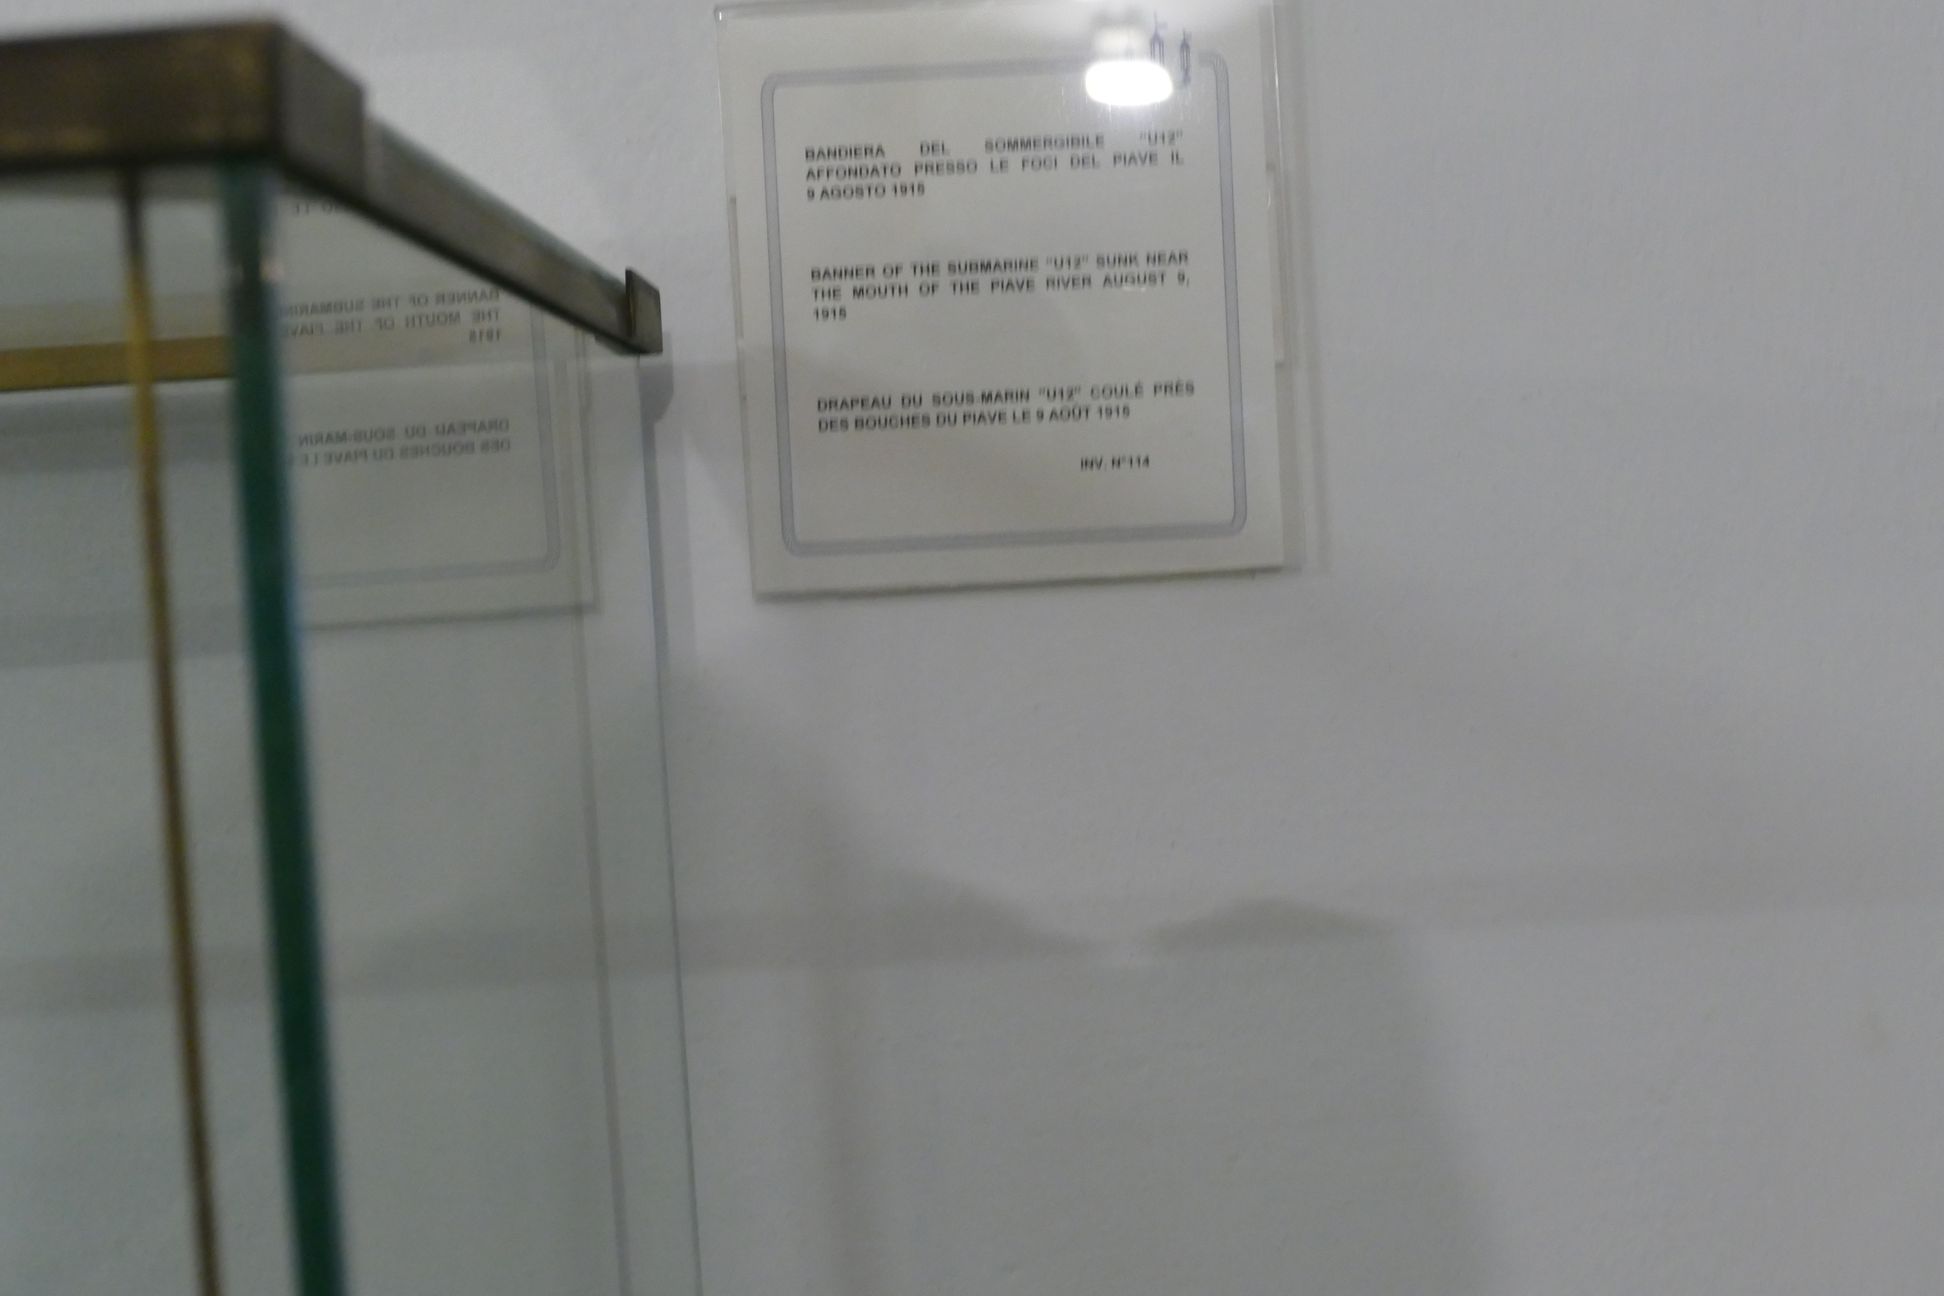 BANDIERA DEL SOMMERGIBILE "U12"
AFFONDATO PRESSO LE FOCI DEL PIAVE IL
9 AGOSTO 1915
BANNER OF THE SUBMARINE "U12" SUNK NEAR
THE MOUTH OF THE PIAVE RIVER AUGUST 9,
1915
DRAPEAU DU SOUS-MARIN "U12" COULÉ PRÈS
DES BOUCHES DU PIAVE LE 9 AOÛT 1915
INV. N°114